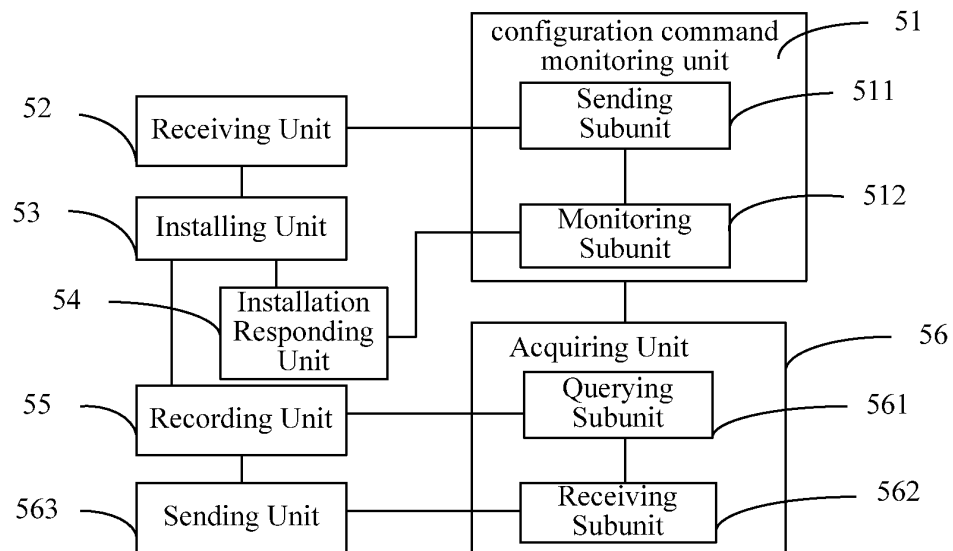 configuration command
monitoring unit
51
52
Receiving Unit
Sending
Subunit
511
53
Installing Unit
Monitoring
Subunit
512
54
Installation
Responding
Unit
Acquiring Unit
56
55
Recording Unit
Querying
Subunit
561
563
Sending Unit
Receiving
Subunit
562